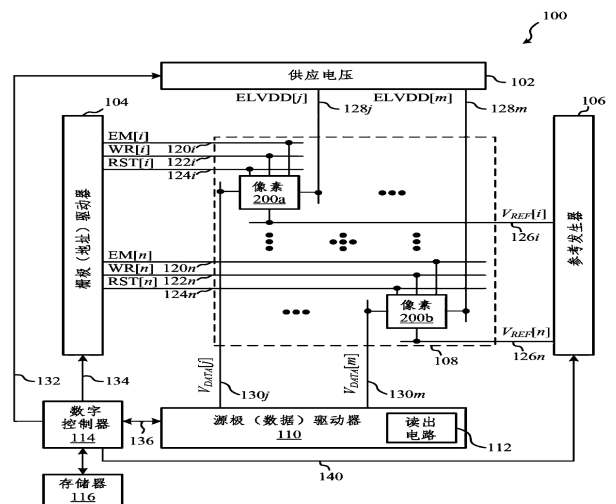 100
供应电压
102
104
106
ELVDD[j]
128j
ELVDD[m]
128m
EM[i]
120i
WR[i]
122i
RST[i]
124i
像素
200a
V_REF[i]
126i
栅极（地址）驱动器
参考发生器
EM[n]
120n
WR[n]
122n
RST[n]
124n
像素
200b
V_REF[n]
126n
108
V_DATA[j]
V_DATA[m]
132
134
130j
130m
数字
控制器
114
136
源极（数据）驱动器
110
读出
电路
112
140
存储器
116